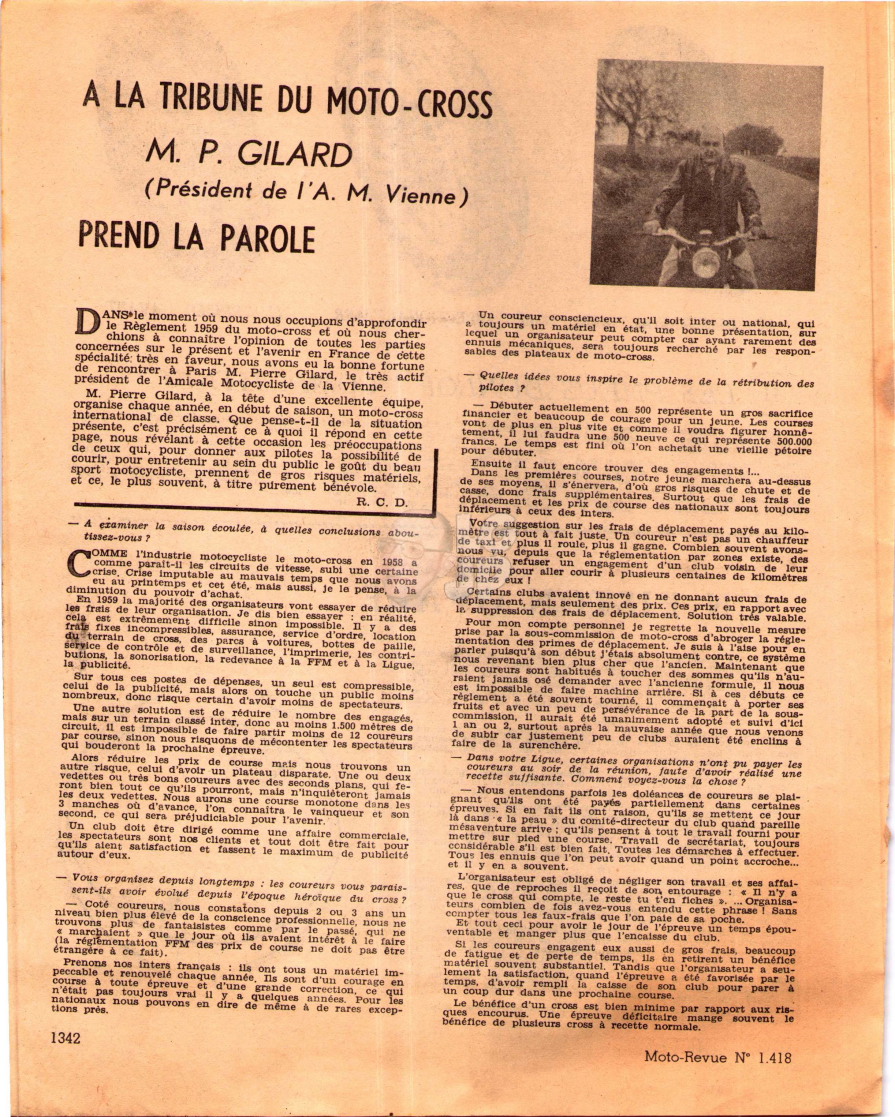 A LA TRIBUNE DU MOTO-CROSS
M. P. GILARD
(Président de l'A. M. Vienne)
PREND LA PAROLE
DANS le moment où nous nous occupions d'approfondir
le Règlement 1959 du moto-cross et où nous cher-
chions à connaître l'opinion de toutes les parties
concernées sur le présent et l'avenir en France de cette
spécialité très en faveur, nous avons eu la bonne fortune
de rencontrer à Paris M. Pierre Gilard, le très actif
président de l'Amicale Motocycliste de la Vienne.
M. Pierre Gilard, à la tête d'une excellente équipe,
organise chaque année, en début de saison, un moto-cross
international de classe. Que pense-t-il de la situation
présente, c'est précisément ce à quoi il répond en cette
page, nous révélant à cette occasion les préoccupations
de ceux qui, pour donner aux pilotes la possibilité de
courir, pour entretenir au sein du public le goût du beau
sport motocycliste, prennent de gros risques matériels,
et ce, le plus souvent, à titre purement bénévole.
R. C. D.
— A examiner la saison écoulée, à quelles conclusions abou-
tissez-vous ?
COMME l'industrie motocycliste le moto-cross en 1958 a
comme paraît-il les circuits de vitesse, subi une certaine
crise. Crise imputable au mauvais temps que nous avons
eu au printemps et cet été, mais aussi, je le pense, à la
diminution du pouvoir d'achat.
En 1959 la majorité des organisateurs vont essayer de réduire
les frais de leur organisation. Je dis bien essayer : en réalité,
cela est extrêmement difficile sinon impossible. Il y a des
frais fixes incompressibles, assurance, service d'ordre, location
du terrain de cross, des parcs à voitures, bottes de paille,
service de contrôle et de surveillance, l'imprimerie, les contri-
butions, la sonorisation, la redevance à la FFM et à la Ligue,
la publicité.
Sur tous ces postes de dépenses, un seul est compressible,
celui de la publicité, mais alors on touche un public moins
nombreux, donc risque certain d'avoir moins de spectateurs.
Une autre solution est de réduire le nombre des engagés,
mais sur un terrain classé inter, donc au moins 1.500 mètres de
circuit, il est impossible de faire partir moins de 12 coureurs
par course, sinon nous risquons de mécontenter les spectateurs
qui bouderont la prochaine épreuve.
Alors réduire les prix de course mais nous trouvons un
autre risque, celui d'avoir un plateau disparate. Une ou deux
vedettes ou très bons coureurs avec des seconds plans, qui fe-
ront bien tout ce qu'ils pourront, mais n'inquiéteront jamais
les deux vedettes. Nous aurons une course monotone dans les
3 manches où d'avance, l'on connaîtra le vainqueur et son
second, ce qui sera préjudiciable pour l'avenir.
Un club doit être dirigé comme une affaire commerciale,
les spectateurs sont nos clients et tout doit être fait pour
qu'ils aient satisfaction et fassent le maximum de publicité
autour d'eux.
— Vous organisez depuis longtemps : les coureurs vous parais-
sent-ils avoir évolué depuis l'époque héroïque du cross ?
— Coté coureurs, nous constatons depuis 2 ou 3 ans un
niveau bien plus élevé de la conscience professionnelle, nous ne
trouvons plus de fantaisistes comme par le passé, qui ne
« marchaient » que le jour où ils avaient intérêt à le faire
(la réglementation FFM des prix de course ne doit pas être
étrangère à ce fait).
Prenons nos inters français : ils ont tous un matériel im-
peccable et renouvelé chaque année. Ils sont d'un courage en
course à toute épreuve et d'une grande correction, ce qui
n'était pas toujours vrai il y a quelques années. Pour les
nationaux nous pouvons en dire de même à de rares excep-
tions près.
1342
Un coureur consciencieux, qu'il soit inter ou national, qui
a toujours un matériel en état, une bonne présentation, sur
lequel un organisateur peut compter car ayant rarement des
ennuis mécaniques, sera toujours recherché par les respon-
sables des plateaux de moto-cross.
— Quelles idées vous inspire le problème de la rétribution des
pilotes ?
— Débuter actuellement en 500 représente un gros sacrifice
financier et beaucoup de courage pour un jeune. Les courses
vont de plus en plus vite et comme il voudra figurer honnê-
tement, il lui faudra une 500 neuve ce qui représente 500.000
francs. Le temps est fini où l'on achetait une vieille pétoire
pour débuter.
Ensuite il faut encore trouver des engagements !...
Dans les premières courses, notre jeune marchera au-dessus
de ses moyens, il s'énervera, d'où gros risques de chute et de
casse, donc frais supplémentaires. Surtout que les frais de
déplacement et les prix de course des nationaux sont toujours
inférieurs à ceux des inters.
Votre suggestion sur les frais de déplacement payés au kilo-
mètre est tout à fait juste. Un coureur n'est pas un chauffeur
de taxi et plus il roule, plus il gagne. Combien souvent avons-
nous vu, depuis que la réglementation par zones existe, des
coureurs refuser un engagement d'un club voisin de leur
domicile pour aller courir à plusieurs centaines de kilomètres
de chez eux !
Certains clubs avaient innové en ne donnant aucun frais de
déplacement, mais seulement des prix. Ces prix, en rapport avec
la suppression des frais de déplacement. Solution très valable.
Pour mon compte personnel je regrette la nouvelle mesure
prise par la sous-commission de moto-cross d'abroger la régle-
mentation des primes de déplacement. Je suis à l'aise pour en
parler puisqu'à son début j'étais absolument contre, ce système
nous revenant bien plus cher que l'ancien. Maintenant que
les coureurs sont habitués à toucher des sommes qu'ils n'au-
raient jamais osé demander avec l'ancienne formule, il nous
est impossible de faire machine arrière. Si à ces débuts ce
règlement a été souvent tourné, il commençait à porter ses
fruits et avec un peu de persévérance de la part de la sous-
commission, il aurait été unanimement adopté et suivi d'ici
1 an ou 2, surtout après la mauvaise année que nous venons
de subir car justement peu de clubs auraient été enclins à
faire de la surenchère.
— Dans votre Ligue, certaines organisations n'ont pu payer les
coureurs au soir de la réunion, faute d'avoir réalisé une
recette suffisante. Comment voyez-vous la chose ?
— Nous entendons parfois les doléances de coureurs se plai-
gnant qu'ils ont été payés partiellement dans certaines
épreuves. Si en fait ils ont raison, qu'ils se mettent ce jour
là dans « la peau » du comité-directeur du club quand pareille
mésaventure arrive ; qu'ils pensent à tout le travail fourni pour
mettre sur pied une course. Travail de secrétariat, toujours
considérable s'il est bien fait. Toutes les démarches à effectuer.
Tous les ennuis que l'on peut avoir quand un point accroche...
et il y en a souvent.
L'organisateur est obligé de négliger son travail et ses affai-
res, que de reproches il reçoit de son entourage : « Il n'y a
que le cross qui compte, le reste tu t'en fiches ». ... Organisa-
teurs combien de fois avez-vous entendu cette phrase ! Sans
compter tous les faux-frais que l'on paie de sa poche.
Et tout ceci pour avoir le jour de l'épreuve un temps épou-
ventable et manger plus que l'encaisse du club.
Si les coureurs engagent eux aussi de gros frais, beaucoup
de fatigue et de perte de temps, ils en retirent un bénéfice
matériel souvent substantiel. Tandis que l'organisateur a seu-
lement la satisfaction, quand l'épreuve a été favorisée par le
temps, d'avoir rempli la caisse de son club pour parer à
un coup dur dans une prochaine course.
Le bénéfice d'un cross est bien minime par rapport aux ris-
ques encourus. Une épreuve déficitaire mange souvent le
bénéfice de plusieurs cross à recette normale.
Moto-Revue N° 1.418